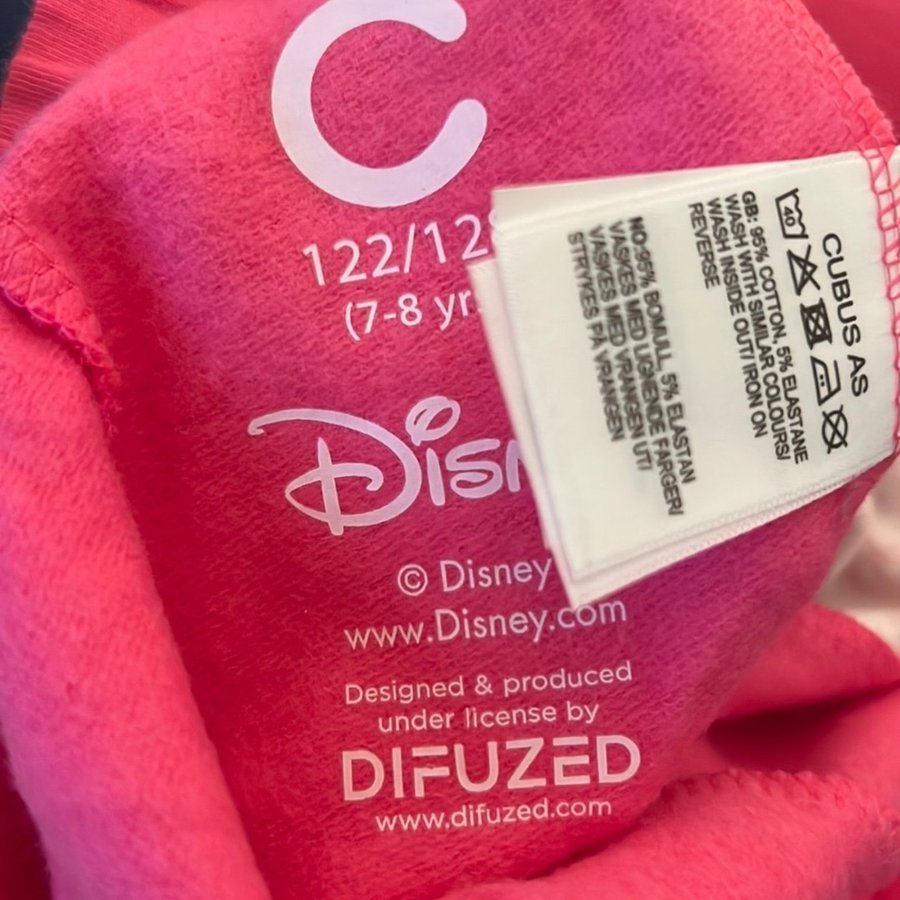 C
122/128
(7-8 yr
Disn
© Disney
www.Disney.com
Designed & produced
under license by
DIFUZED
www.difuzed.com
CUBUS AS
40
GB: 95% COTTON, 5% ELASTANE
WASH WITH SIMILAR COLOURS/
WASH INSIDE OUT/ IRON ON
REVERSE
NO:95% BOMULL, 5% ELASTAN
VASKES MED LIGNENDE FARGER/
VASKES MED VRANGEN UT/
STRYKES PÅ VRANGEN